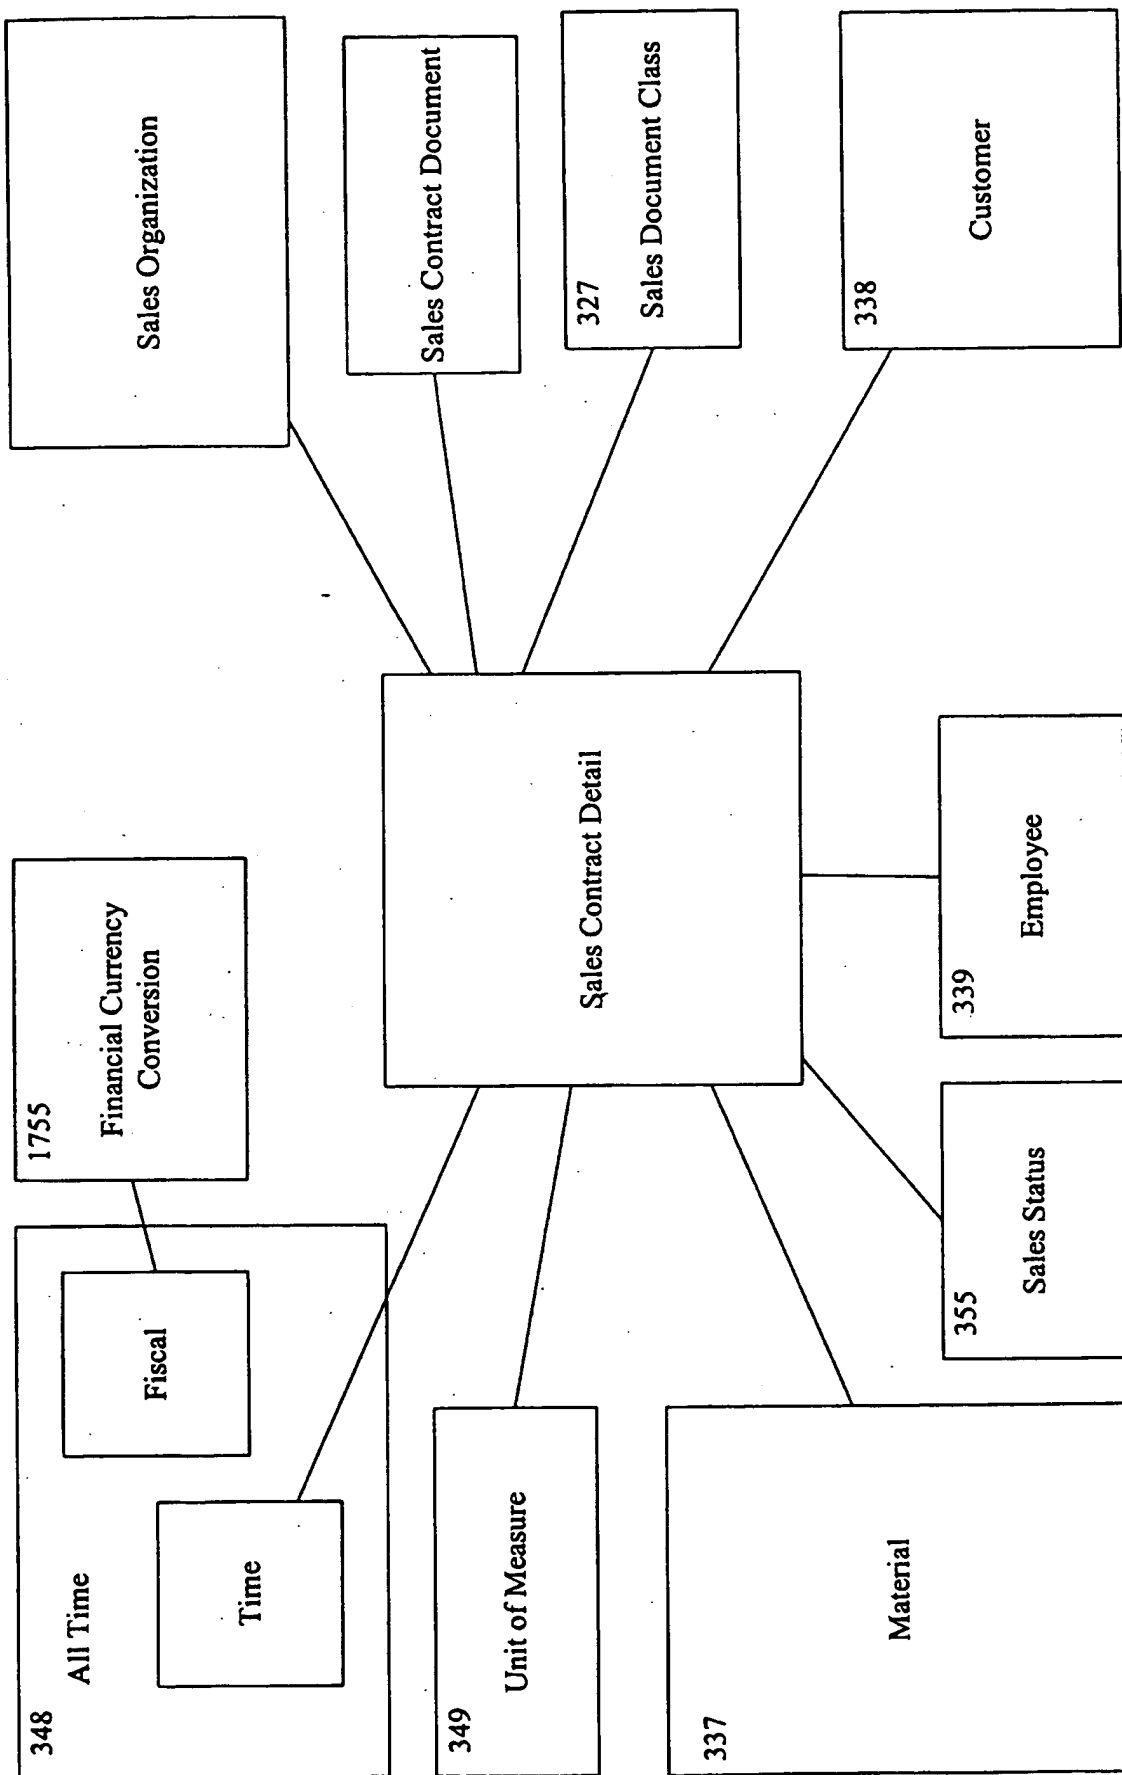 348
All Time
Time
Fiscal
1755
Financial Currency
Conversion
Sales Organization
349
Unit of Measure
Sales Contract Detail
Sales Contract Document
327
Sales Document Class
337
Material
355
Sales Status
339
Employee
338
Customer